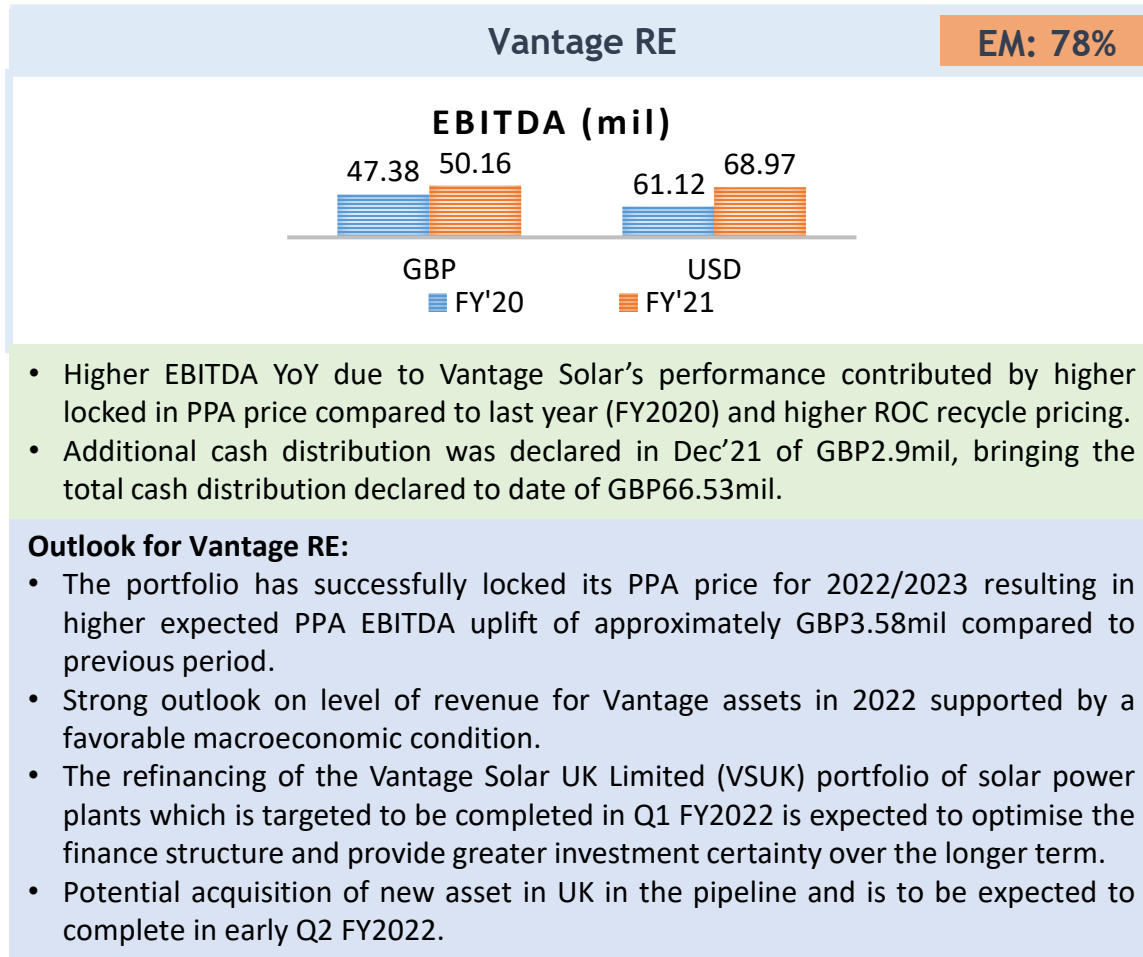 Vantage RE
EM: 78%
EBITDA (mil)
47.38 50.16 61.12 68.97
GBP USD
FY'20 FY'21
• Higher EBITDA YoY due to Vantage Solar’s performance contributed by higher
locked in PPA price compared to last year (FY2020) and higher ROC recycle pricing.
• Additional cash distribution was declared in Dec’21 of GBP2.9mil, bringing the
total cash distribution declared to date of GBP66.53mil.
Outlook for Vantage RE:
• The portfolio has successfully locked its PPA price for 2022/2023 resulting in
higher expected PPA EBITDA uplift of approximately GBP3.58mil compared to
previous period.
• Strong outlook on level of revenue for Vantage assets in 2022 supported by a
favorable macroeconomic condition.
• The refinancing of the Vantage Solar UK Limited (VSUK) portfolio of solar power
plants which is targeted to be completed in Q1 FY2022 is expected to optimise the
finance structure and provide greater investment certainty over the longer term.
• Potential acquisition of new asset in UK in the pipeline and is to be expected to
complete in early Q2 FY2022.